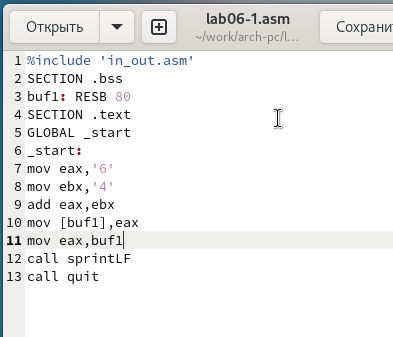 Открыть
lab06-1.asm
~/work/arch-pc/l…
Сохрани
1 %include 'in_out.asm'
2 SECTION .bss
3 buf1: RESB 80
4 SECTION .text
5 GLOBAL _start
6 _start:
7 mov eax,'6'
8 mov ebx,'4'
9 add eax,ebx
10 mov [buf1],eax
11 mov eax,buf1
12 call sprintLF
13 call quit